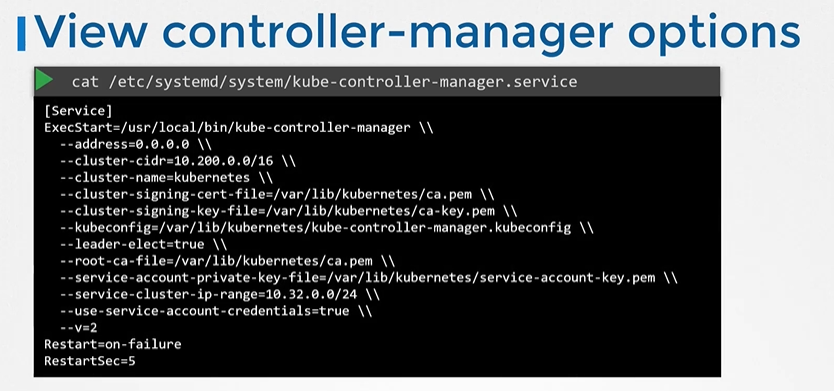 View controller-manager options
cat /etc/systemd/system/kube-controller-manager.service
[Service]
ExecStart=/usr/local/bin/kube-controller-manager \\
--address=0.0.0.0 \\
--cluster-cidr=10.200.0.0/16 \\
--cluster-name=kubernetes \\
--cluster-signing-cert-file=/var/lib/kubernetes/ca.pem \\
--cluster-signing-key-file=/var/lib/kubernetes/ca-key.pem \\
--kubeconfig=/var/lib/kubernetes/kube-controller-manager.kubeconfig \\
--leader-elect=true \\
--root-ca-file=/var/lib/kubernetes/ca.pem \\
--service-account-private-key-file=/var/lib/kubernetes/service-account-key.pem \\
--service-cluster-ip-range=10.32.0.0/24 \\
--use-service-account-credentials=true \\
--v=2
Restart=on-failure
RestartSec=5